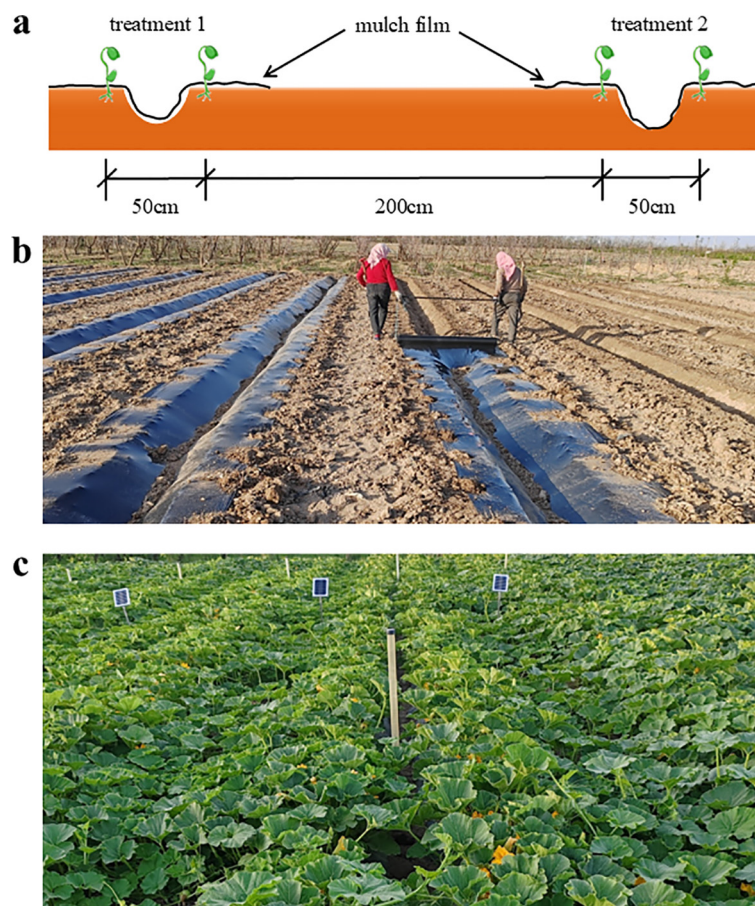 a
treatment 1
mulch film
treatment 2
50cm
200cm
50cm
b
c